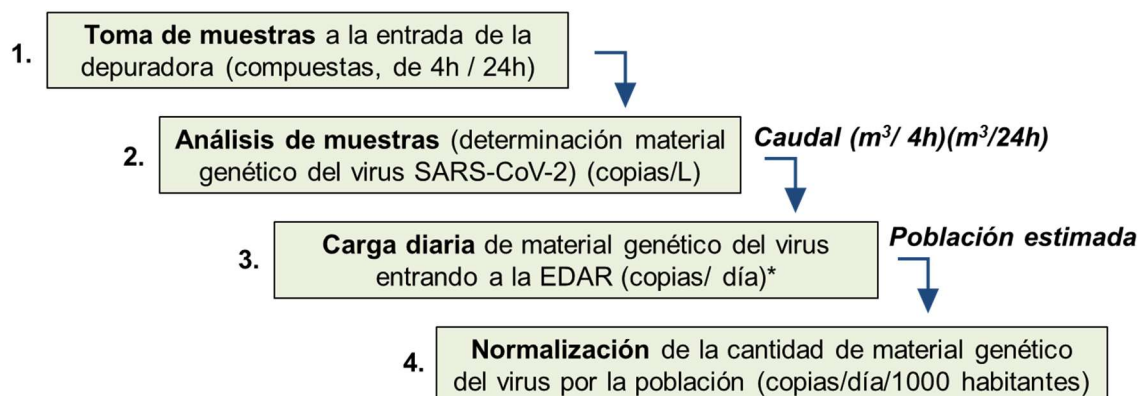 1. Toma de muestras a la entrada de la
depuradora (compuestas, de 4h / 24h)
2. Análisis de muestras (determinación material
genético del virus SARS-CoV-2) (copias/L)
Caudal (m³/ 4h)(m³/24h)
3. Carga diaria de material genético del virus
entrando a la EDAR (copias/ día)*
Población estimada
4. Normalización de la cantidad de material genético
del virus por la población (copias/día/1000 habitantes)